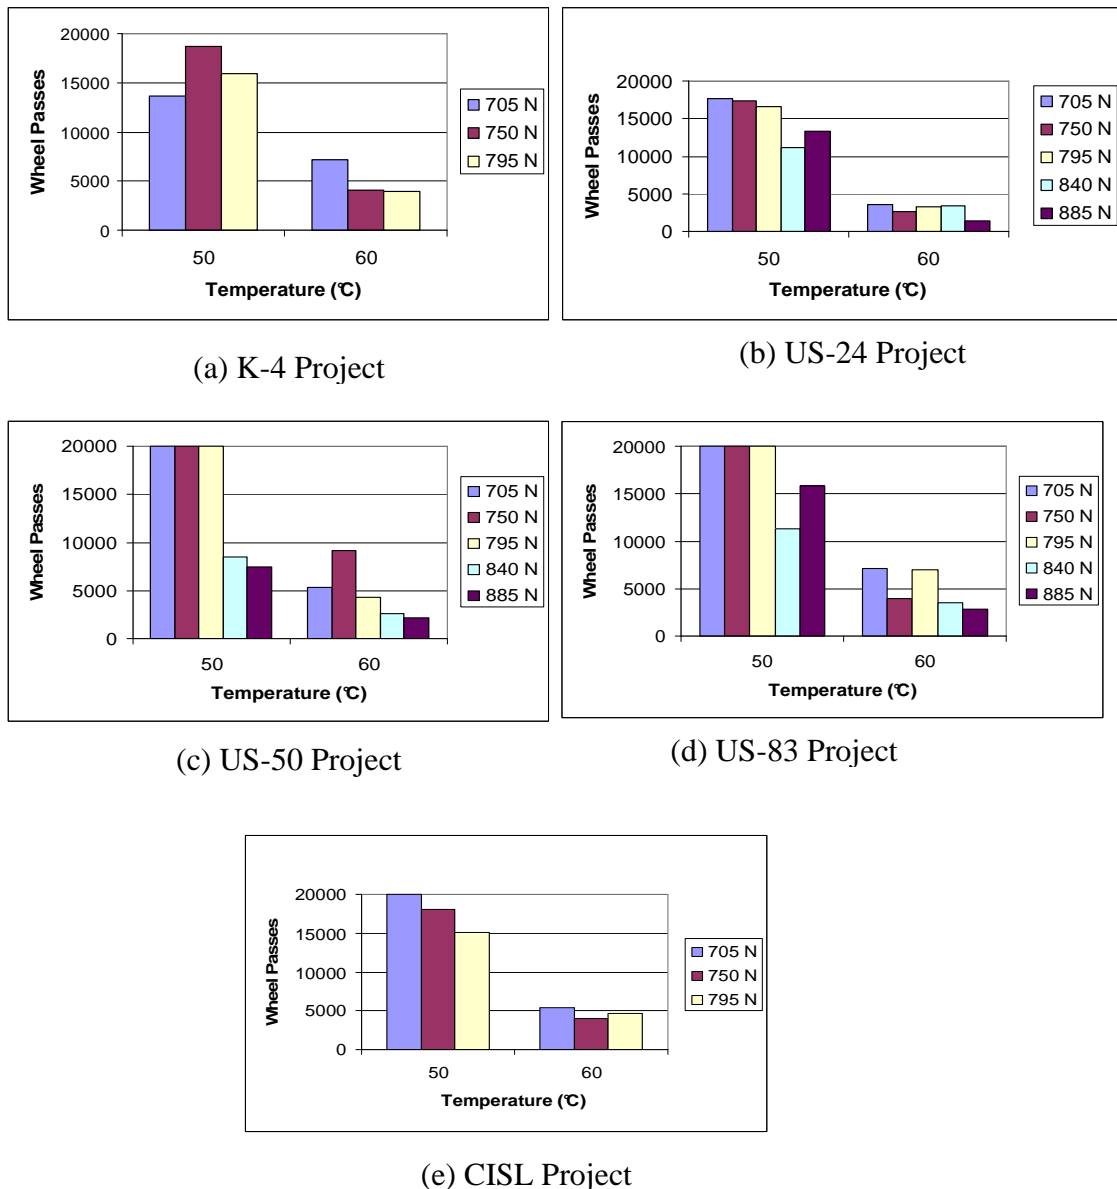 20000
15000
10000
5000
0
Wheel Passes
50 60
Temperature (°C)
705 N
750 N
795 N
(a) K-4 Project
20000
15000
10000
5000
0
Wheel Passes
50 60
Temperature (°C)
705 N
750 N
795 N
840 N
885 N
(b) US-24 Project
20000
15000
10000
5000
0
Wheel Passes
50 60
Temperature (°C)
705 N
750 N
795 N
840 N
885 N
(c) US-50 Project
20000
15000
10000
5000
0
Wheel Passes
50 60
Temperature (°C)
705 N
750 N
795 N
840 N
885 N
(d) US-83 Project
20000
15000
10000
5000
0
Wheel Passes
50 60
Temperature (°C)
705 N
750 N
795 N
(e) CISL Project